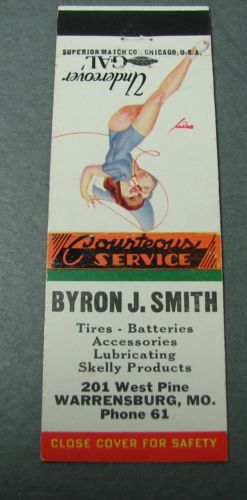 SUPERIOR MATCH CO., CHICAGO, U.S.A.
Undercover
GAL'
Courteous
SERVICE
BYRON J. SMITH
Tires - Batteries
Accessories
Lubricating
Skelly Products
201 West Pine
WARRENSBURG, MO.
Phone 61
CLOSE COVER FOR SAFETY